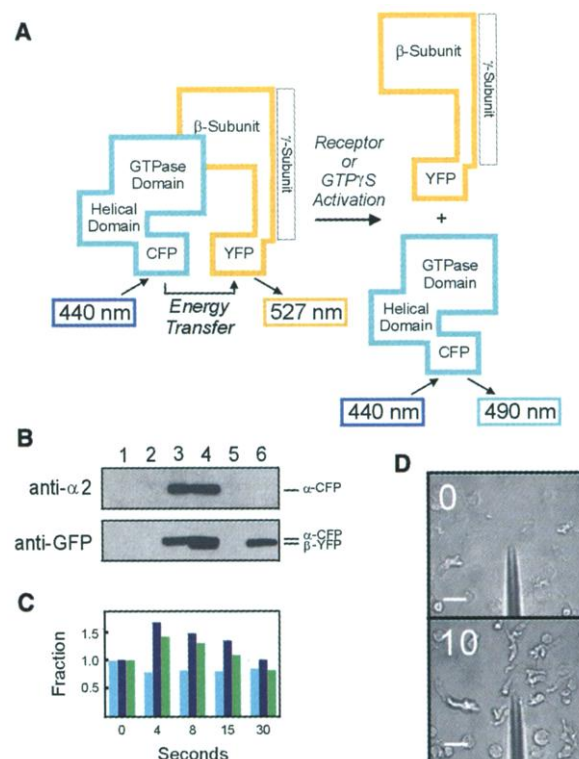 A
β-Subunit
γ-Subunit
GTPase
Domain
Helical
Domain
CFP
YFP
440 nm
Energy
Transfer
527 nm
Receptor
or
GTPγS
Activation
β-Subunit
γ-Subunit
YFP
+
GTPase
Domain
Helical
Domain
CFP
440 nm
490 nm
B
1 2 3 4 5 6
anti-α2
α-CFP
anti-GFP
α-CFP
β-YFP
C
Fraction
1.5
1.0
0.5
0 4 8 15 30
Seconds
D
0
10